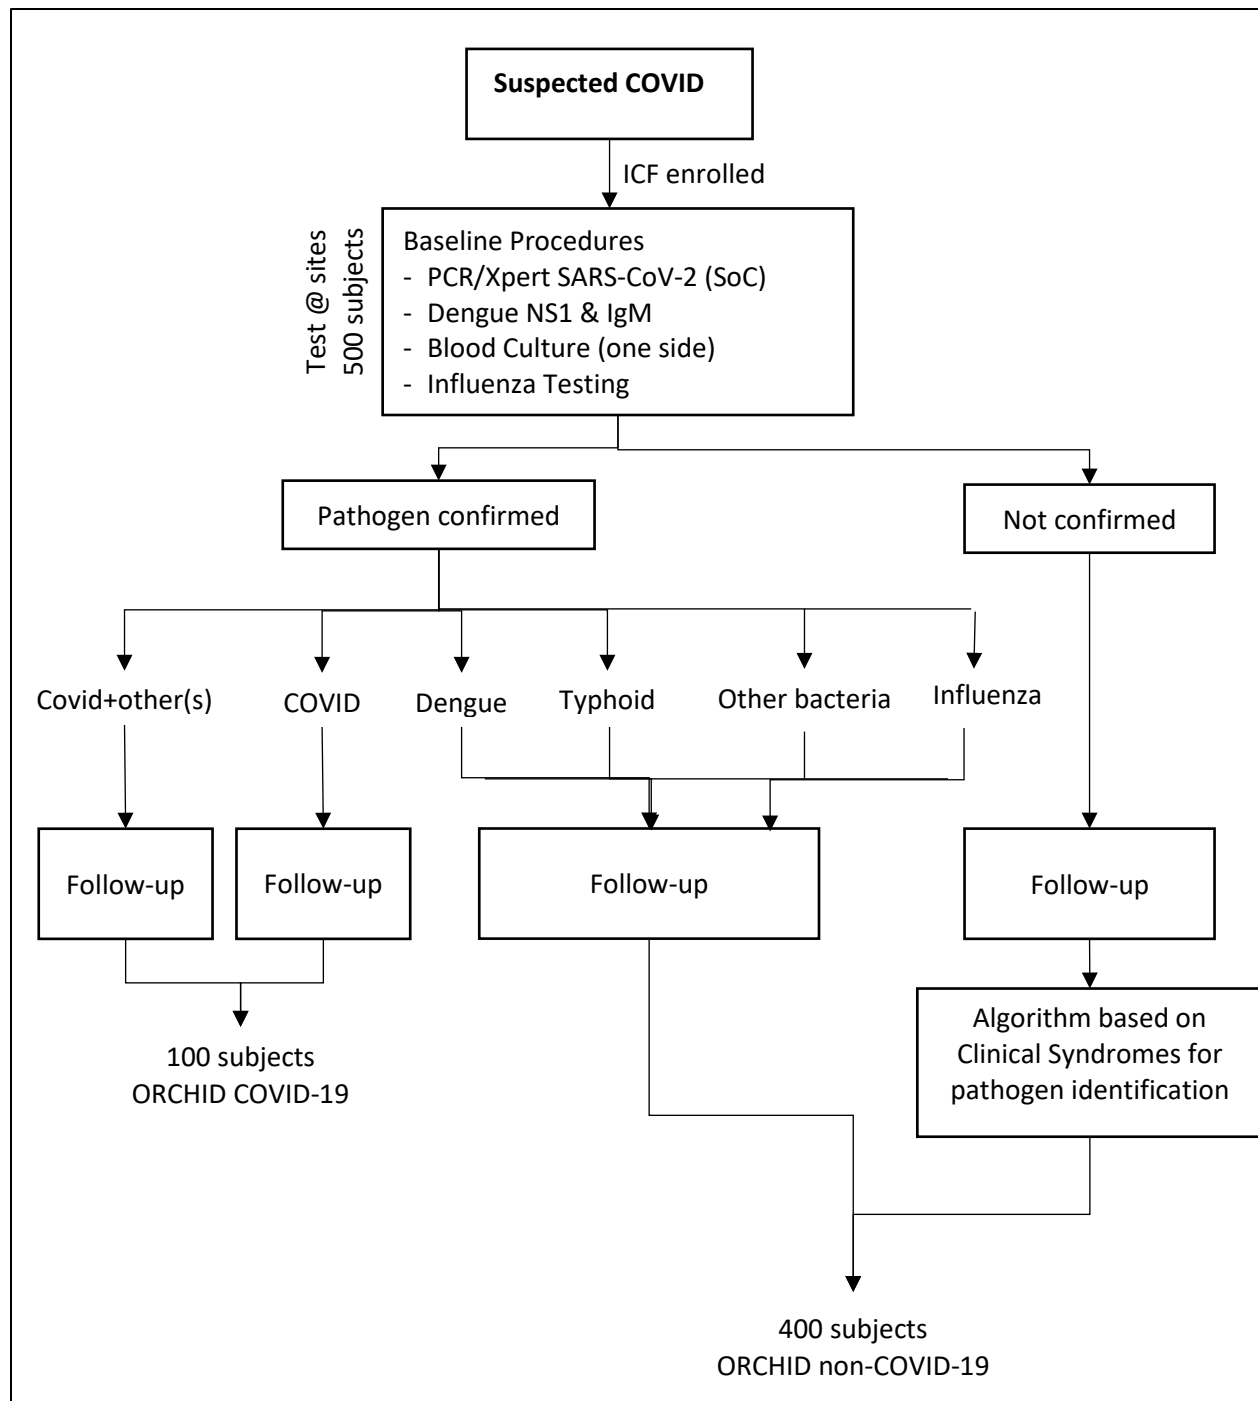 Suspected COVID
ICF enrolled
Test @ sites
500 subjects
Baseline Procedures
- PCR/Xpert SARS-CoV-2 (SoC)
- Dengue NS1 & IgM
- Blood Culture (one side)
- Influenza Testing
Pathogen confirmed
Not confirmed
Covid+other(s)
COVID
Dengue
Typhoid
Other bacteria
Influenza
Follow-up
Follow-up
Follow-up
Follow-up
Algorithm based on
Clinical Syndromes for
pathogen identification
100 subjects
ORCHID COVID-19
400 subjects
ORCHID non-COVID-19